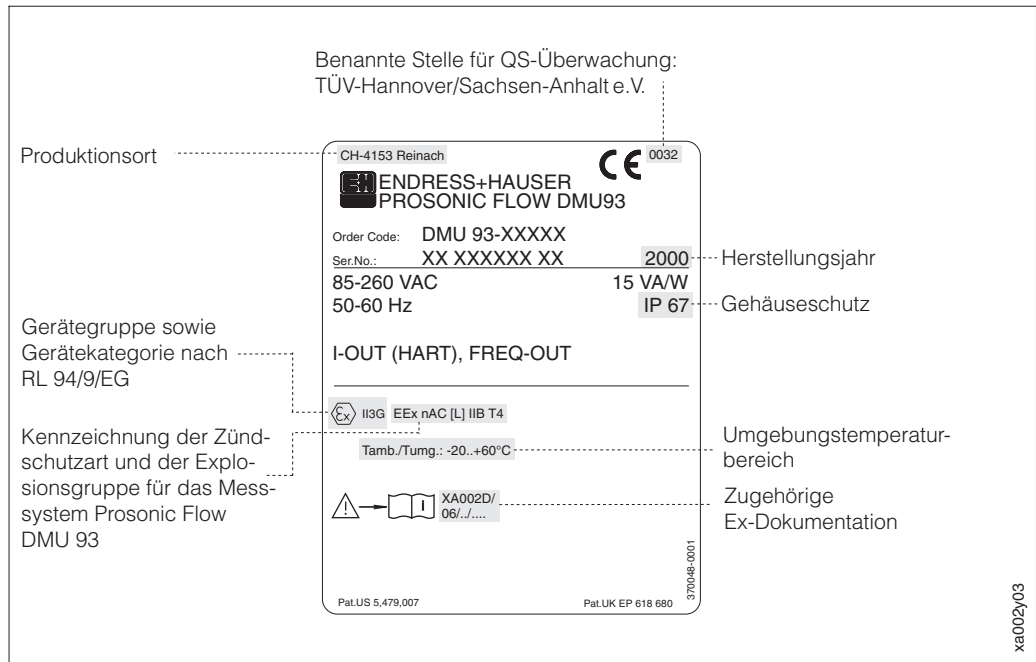 Benannte Stelle für QS-Überwachung:
TÜV-Hannover/Sachsen-Anhalt e.V.
Produktionsort
CH-4153 Reinach
CE 0032
E+H ENDRESS+HAUSER
PROSONIC FLOW DMU93
Order Code: DMU 93-XXXXX
Ser.No.: XX XXXXXX XX 2000
Herstellungsjahr
85-260 VAC 15 VA/W
50-60 Hz IP 67
Gehäuseschutz
I-OUT (HART), FREQ-OUT
Gerätegruppe sowie
Gerätekategorie nach
RL 94/9/EG
Ex II3G EEx nAC [L] IIB T4
Kennzeichnung der Zünd-
schutzart und der Explo-
sionsgruppe für das Mess-
system Prosonic Flow
DMU 93
Tamb./Tumg.: -20..+60°C
Umgebungstemperatur-
bereich
XA002D/
06/../....
Zugehörige
Ex-Dokumentation
370048-0001
Pat.US 5,479,007 Pat.UK EP 618 680
xa002y03